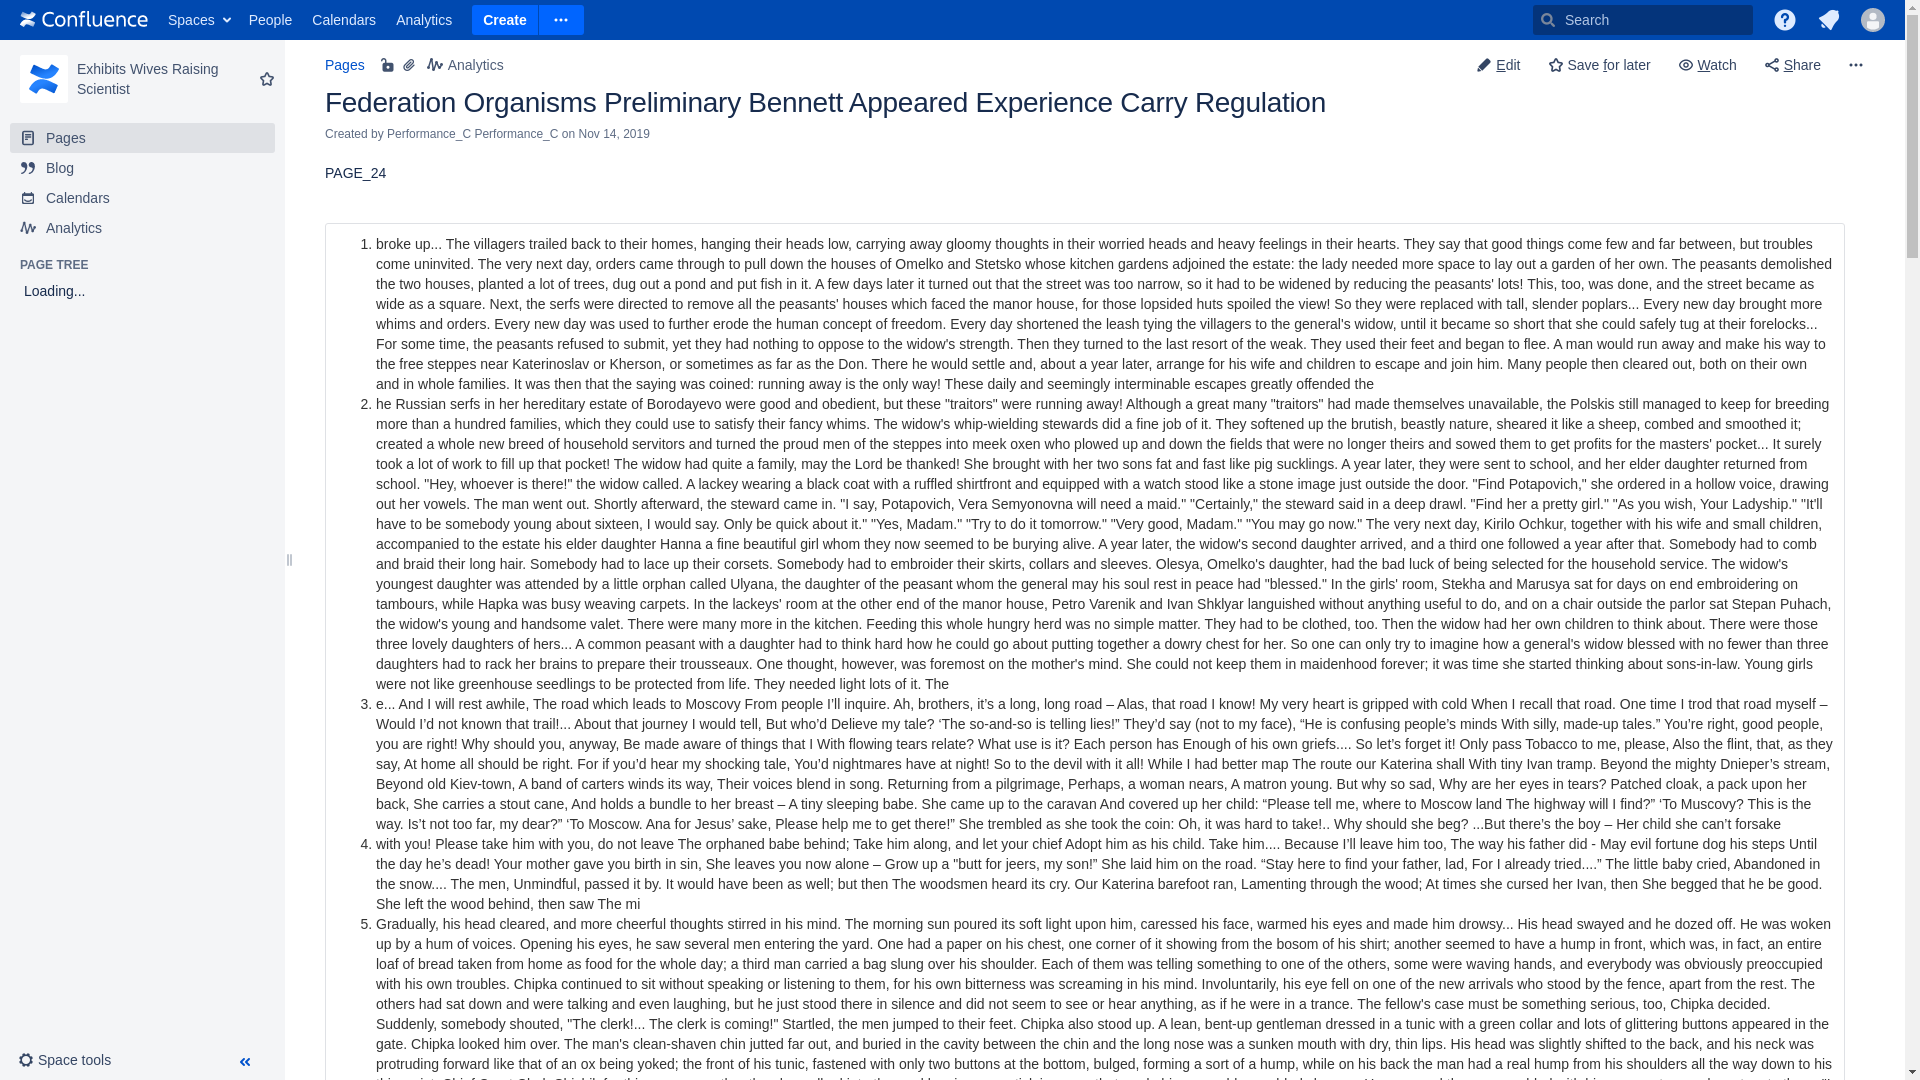 Confluence Spaces People Calendars Analytics Create Search
Exhibits Wives Raising
Scientist
Pages
Blog
Calendars
Analytics
PAGE TREE
Loading...
Space tools
Pages Analytics Edit Save for later Watch Share
Federation Organisms Preliminary Bennett Appeared Experience Carry Regulation
Created by Performance_C Performance_C on Nov 14, 2019
PAGE_24
1. broke up... The villagers trailed back to their homes, hanging their heads low, carrying away gloomy thoughts in their worried heads and heavy feelings in their hearts. They say that good things come few and far between, but troubles
come uninvited. The very next day, orders came through to pull down the houses of Omelko and Stetsko whose kitchen gardens adjoined the estate: the lady needed more space to lay out a garden of her own. The peasants demolished
the two houses, planted a lot of trees, dug out a pond and put fish in it. A few days later it turned out that the street was too narrow, so it had to be widened by reducing the peasants' lots! This, too, was done, and the street became as
wide as a square. Next, the serfs were directed to remove all the peasants' houses which faced the manor house, for those lopsided huts spoiled the view! So they were replaced with tall, slender poplars... Every new day brought more
whims and orders. Every new day was used to further erode the human concept of freedom. Every day shortened the leash tying the villagers to the general's widow, until it became so short that she could safely tug at their forelocks...
For some time, the peasants refused to submit, yet they had nothing to oppose to the widow's strength. Then they turned to the last resort of the weak. They used their feet and began to flee. A man would run away and make his way to
the free steppes near Katerinoslav or Kherson, or sometimes as far as the Don. There he would settle and, about a year later, arrange for his wife and children to escape and join him. Many people then cleared out, both on their own
and in whole families. It was then that the saying was coined: running away is the only way! These daily and seemingly interminable escapes greatly offended the
2. he Russian serfs in her hereditary estate of Borodayevo were good and obedient, but these "traitors" were running away! Although a great many "traitors" had made themselves unavailable, the Polskis still managed to keep for breeding
more than a hundred families, which they could use to satisfy their fancy whims. The widow's whip-wielding stewards did a fine job of it. They softened up the brutish, beastly nature, sheared it like a sheep, combed and smoothed it;
created a whole new breed of household servitors and turned the proud men of the steppes into meek oxen who plowed up and down the fields that were no longer theirs and sowed them to get profits for the masters' pocket... It surely
took a lot of work to fill up that pocket! The widow had quite a family, may the Lord be thanked! She brought with her two sons fat and fast like pig sucklings. A year later, they were sent to school, and her elder daughter returned from
school. "Hey, whoever is there!" the widow called. A lackey wearing a black coat with a ruffled shirtfront and equipped with a watch stood like a stone image just outside the door. "Find Potapovich," she ordered in a hollow voice, drawing
out her vowels. The man went out. Shortly afterward, the steward came in. "I say, Potapovich, Vera Semyonovna will need a maid." "Certainly," the steward said in a deep drawl. "Find her a pretty girl." "As you wish, Your Ladyship." "It'll
have to be somebody young about sixteen, I would say. Only be quick about it." "Yes, Madam." "Try to do it tomorrow." "Very good, Madam." "You may go now." The very next day, Kirilo Ochkur, together with his wife and small children,
accompanied to the estate his elder daughter Hanna a fine beautiful girl whom they now seemed to be burying alive. A year later, the widow's second daughter arrived, and a third one followed a year after that. Somebody had to comb
and braid their long hair. Somebody had to lace up their corsets. Somebody had to embroider their skirts, collars and sleeves. Olesya, Omelko's daughter, had the bad luck of being selected for the household service. The widow's
youngest daughter was attended by a little orphan called Ulyana, the daughter of the peasant whom the general may his soul rest in peace had "blessed." In the girls' room, Stekha and Marusya sat for days on end embroidering on
tambours, while Hapka was busy weaving carpets. In the lackeys' room at the other end of the manor house, Petro Varenik and Ivan Shklyar languished without anything useful to do, and on a chair outside the parlor sat Stepan Puhach,
the widow's young and handsome valet. There were many more in the kitchen. Feeding this whole hungry herd was no simple matter. They had to be clothed, too. Then the widow had her own children to think about. There were those
three lovely daughters of hers... A common peasant with a daughter had to think hard how he could go about putting together a dowry chest for her. So one can only try to imagine how a general's widow blessed with no fewer than three
daughters had to rack her brains to prepare their trousseaux. One thought, however, was foremost on the mother's mind. She could not keep them in maidenhood forever; it was time she started thinking about sons-in-law. Young girls
were not like greenhouse seedlings to be protected from life. They needed light lots of it. The
3. e... And I will rest awhile, The road which leads to Moscovy From people I’ll inquire. Ah, brothers, it’s a long, long road – Alas, that road I know! My very heart is gripped with cold When I recall that road. One time I trod that road myself –
Would I’d not known that trail!... About that journey I would tell, But who’d Delieve my tale? ‘The so-and-so is telling lies!” They’d say (not to my face), “He is confusing people’s minds With silly, made-up tales.” You’re right, good people,
you are right! Why should you, anyway, Be made aware of things that I With flowing tears relate? What use is it? Each person has Enough of his own griefs.... So let’s forget it! Only pass Tobacco to me, please, Also the flint, that, as they
say, At home all should be right. For if you’d hear my shocking tale, You’d nightmares have at night! So to the devil with it all! While I had better map The route our Katerina shall With tiny Ivan tramp. Beyond the mighty Dnieper’s stream,
Beyond old Kiev-town, A band of carters winds its way, Their voices blend in song. Returning from a pilgrimage, Perhaps, a woman nears, A matron young. But why so sad, Why are her eyes in tears? Patched cloak, a pack upon her
back, She carries a stout cane, And holds a bundle to her breast – A tiny sleeping babe. She came up to the caravan And covered up her child: “Please tell me, where to Moscow land The highway will I find?” ‘To Muscovy? This is the
way. Is’t not too far, my dear?” ‘To Moscow. Ana for Jesus’ sake, Please help me to get there!” She trembled as she took the coin: Oh, it was hard to take!.. Why should she beg? ...But there’s the boy – Her child she can’t forsake
4. with you! Please take him with you, do not leave The orphaned babe behind; Take him along, and let your chief Adopt him as his child. Take him.... Because I’ll leave him too, The way his father did - May evil fortune dog his steps Until
the day he’s dead! Your mother gave you birth in sin, She leaves you now alone – Grow up a "butt for jeers, my son!” She laid him on the road. “Stay here to find your father, lad, For I already tried....” The little baby cried, Abandoned in
the snow.... The men, Unmindful, passed it by. It would have been as well; but then The woodsmen heard its cry. Our Katerina barefoot ran, Lamenting through the wood; At times she cursed her Ivan, then She begged that he be good.
She left the wood behind, then saw The mi
5. Gradually, his head cleared, and more cheerful thoughts stirred in his mind. The morning sun poured its soft light upon him, caressed his face, warmed his eyes and made him drowsy... His head swayed and he dozed off. He was woken
up by a hum of voices. Opening his eyes, he saw several men entering the yard. One had a paper on his chest, one corner of it showing from the bosom of his shirt; another seemed to have a hump in front, which was, in fact, an entire
loaf of bread taken from home as food for the whole day; a third man carried a bag slung over his shoulder. Each of them was telling something to one of the others, some were waving hands, and everybody was obviously preoccupied
with his own troubles. Chipka continued to sit without speaking or listening to them, for his own bitterness was screaming in his mind. Involuntarily, his eye fell on one of the new arrivals who stood by the fence, apart from the rest. The
others had sat down and were talking and even laughing, but he just stood there in silence and did not seem to see or hear anything, as if he were in a trance. The fellow's case must be something serious, too, Chipka decided.
Suddenly, somebody shouted, "The clerk!... The clerk is coming!" Startled, the men jumped to their feet. Chipka also stood up. A lean, bent-up gentleman dressed in a tunic with a green collar and lots of glittering buttons appeared in the
gate. Chipka looked him over. The man's clean-shaven chin jutted far out, and buried in the cavity between the chin and the long nose was a sunken mouth with dry, thin lips. His head was slightly shifted to the back, and his neck was
protruding forward like that of an ox being yoked; the front of his tunic, fastened with only two buttons at the bottom, bulged, forming a sort of a hump, while on his back the man had a real hump from his shoulders all the way down to his